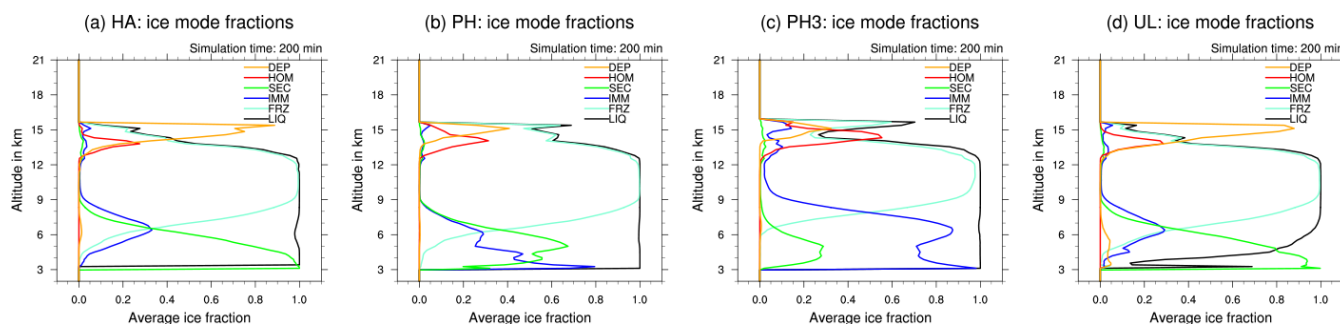 (a) HA: ice mode fractions
Simulation time: 200 min
21
18
15
12
9
6
3
Altitude in km
DEP
HOM
SEC
IMM
FRZ
LIQ
0.0 0.2 0.4 0.6 0.8 1.0
Average ice fraction
(b) PH: ice mode fractions
Simulation time: 200 min
21
18
15
12
9
6
3
Altitude in km
DEP
HOM
SEC
IMM
FRZ
LIQ
0.0 0.2 0.4 0.6 0.8 1.0
Average ice fraction
(c) PH3: ice mode fractions
Simulation time: 200 min
21
18
15
12
9
6
3
Altitude in km
DEP
HOM
SEC
IMM
FRZ
LIQ
0.0 0.2 0.4 0.6 0.8 1.0
Average ice fraction
(d) UL: ice mode fractions
Simulation time: 200 min
21
18
15
12
9
6
3
Altitude in km
DEP
HOM
SEC
IMM
FRZ
LIQ
0.0 0.2 0.4 0.6 0.8 1.0
Average ice fraction